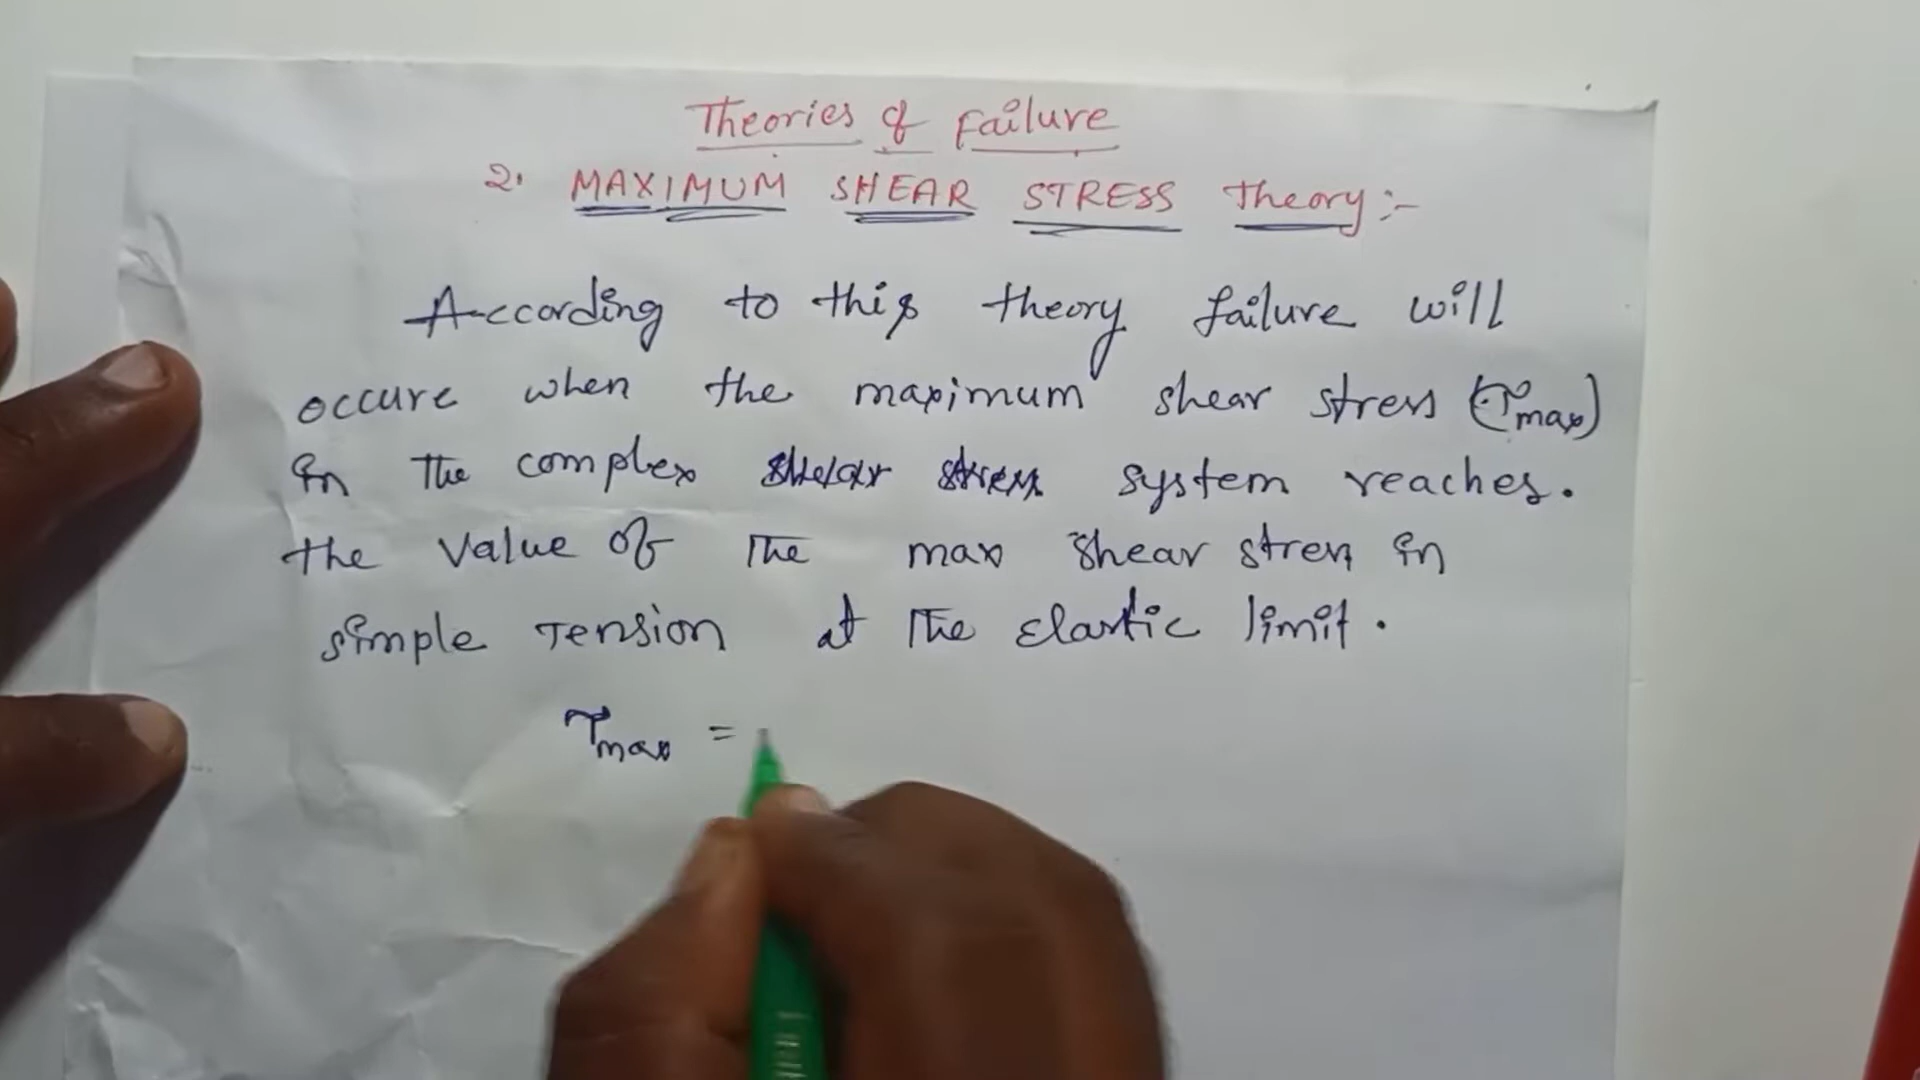 Theories of Failure
2. MAXIMUM SHEAR STRESS Theory:-
According to this theory failure will
occure when the maximum shear stress (τmax)
in the complex shear stress system reaches.
the value of the max shear stress in
simple Tension at the elastic limit.
τmax =